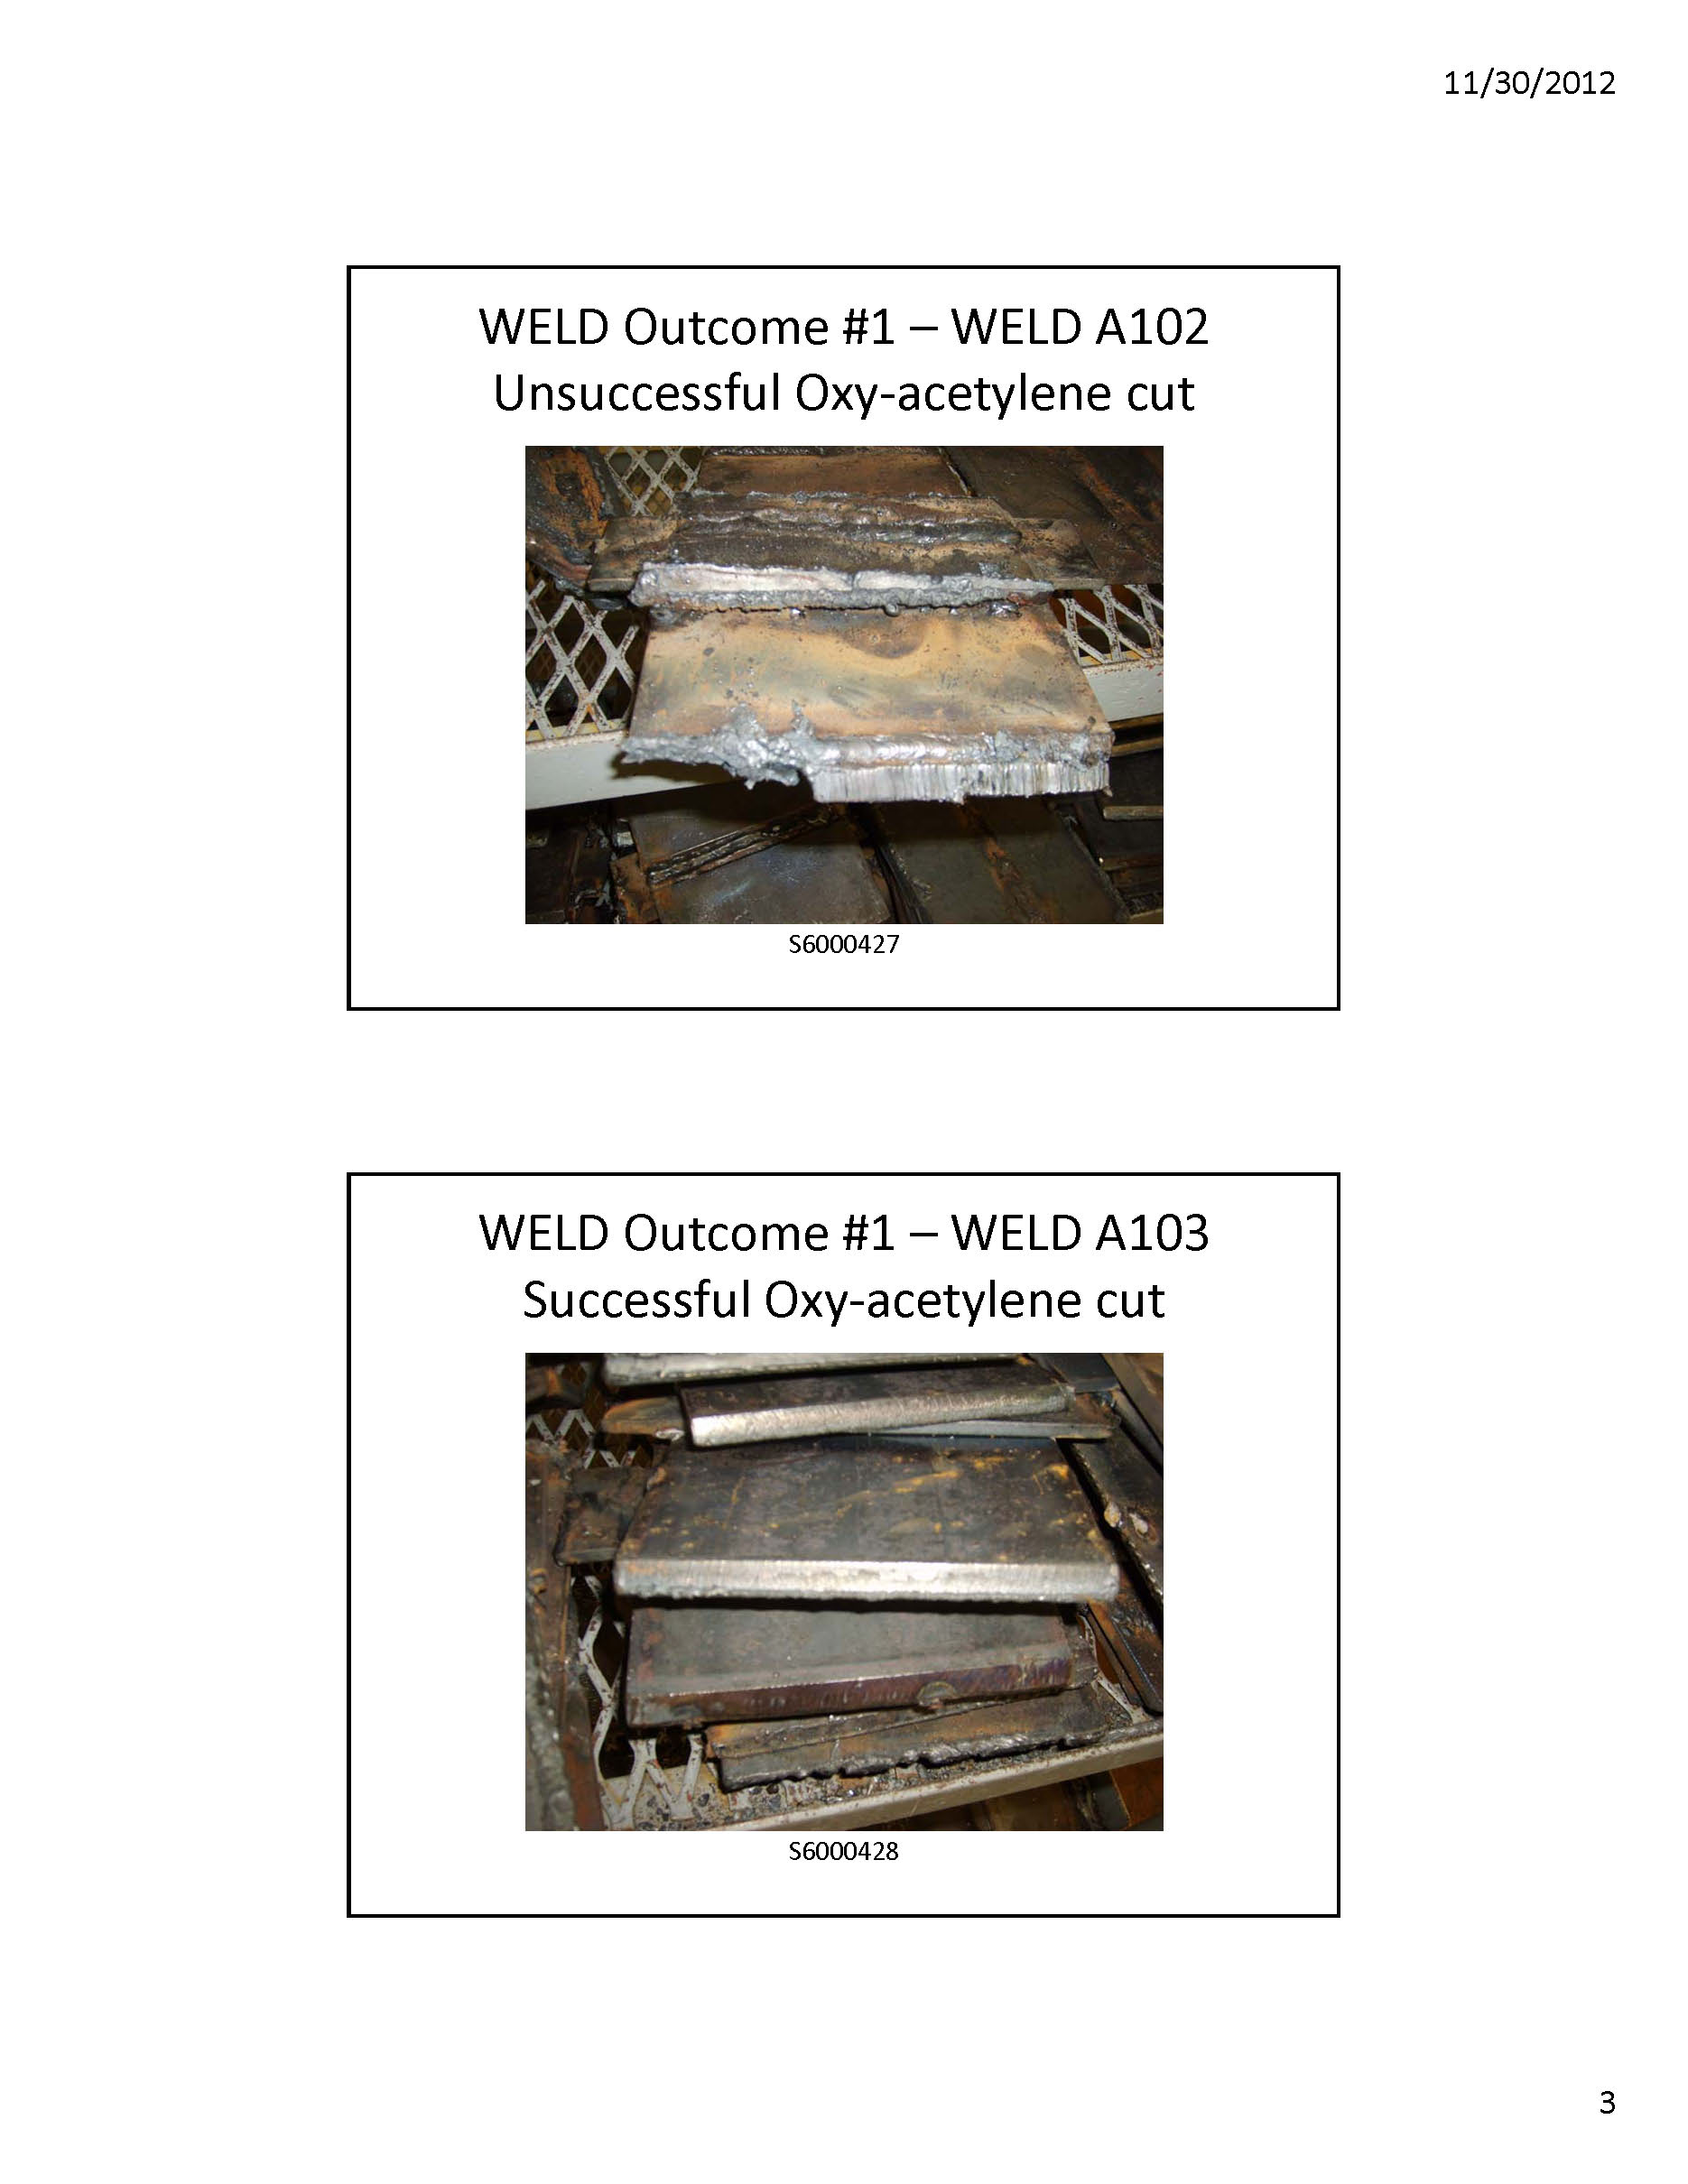 11/30/2012
WELD Outcome #1 – WELD A102
Unsuccessful Oxy-acetylene cut
S6000427
WELD Outcome #1 – WELD A103
Successful Oxy-acetylene cut
S6000428
3